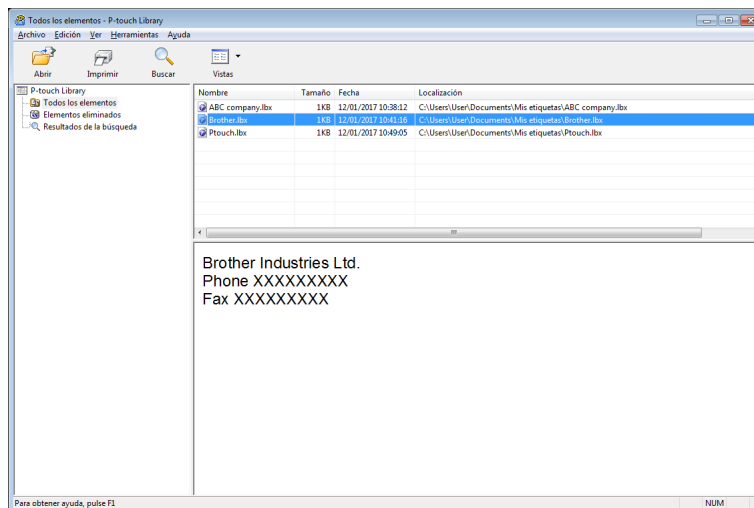 Todos los elementos - P-touch Library
Archivo Edición Ver Herramientas Ayuda
Abrir Imprimir Buscar Vistas
P-touch Library
Todos los elementos
Elementos eliminados
Resultados de la búsqueda
Nombre Tamaño Fecha Localización
ABC company.lbx 1KB 12/01/2017 10:38:12 C:\Users\User\Documents\Mis etiquetas\ABC company.lbx
Brother.lbx 1KB 12/01/2017 10:41:16 C:\Users\User\Documents\Mis etiquetas\Brother.lbx
Ptouch.lbx 1KB 12/01/2017 10:49:05 C:\Users\User\Documents\Mis etiquetas\Ptouch.lbx
Brother Industries Ltd.
Phone XXXXXXXXX
Fax XXXXXXXXX
Para obtener ayuda, pulse F1 NUM